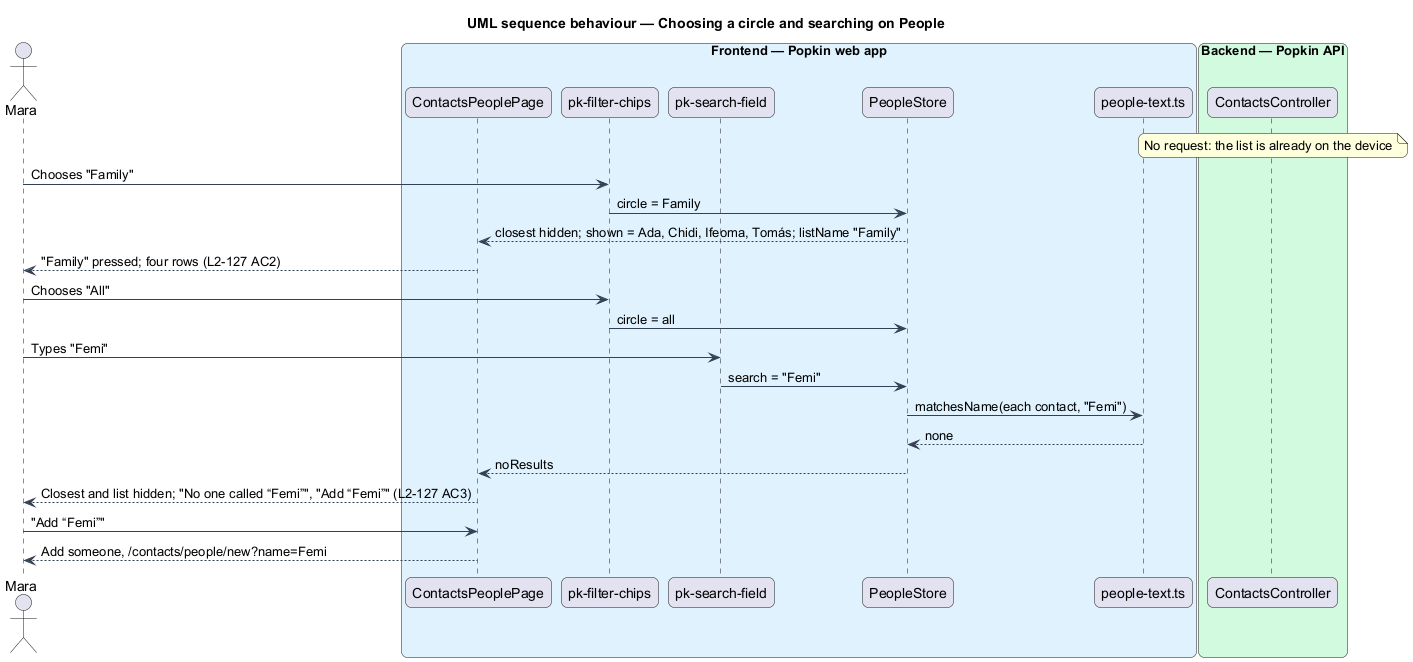 UML sequence behaviour — Choosing a circle and searching on People
Frontend — Popkin web app
Backend — Popkin API
Mara
ContactsPeoplePage
pk-filter-chips
pk-search-field
PeopleStore
people-text.ts
ContactsController
No request: the list is already on the device
Chooses "Family"
circle = Family
closest hidden; shown = Ada, Chidi, Ifeoma, Tomás; listName "Family"
"Family" pressed; four rows (L2-127 AC2)
Chooses "All"
circle = all
Types "Femi"
search = "Femi"
matchesName(each contact, "Femi")
none
noResults
Closest and list hidden; "No one called “Femi”", "Add “Femi”" (L2-127 AC3)
"Add “Femi”"
Add someone, /contacts/people/new?name=Femi
Mara
ContactsPeoplePage
pk-filter-chips
pk-search-field
PeopleStore
people-text.ts
ContactsController